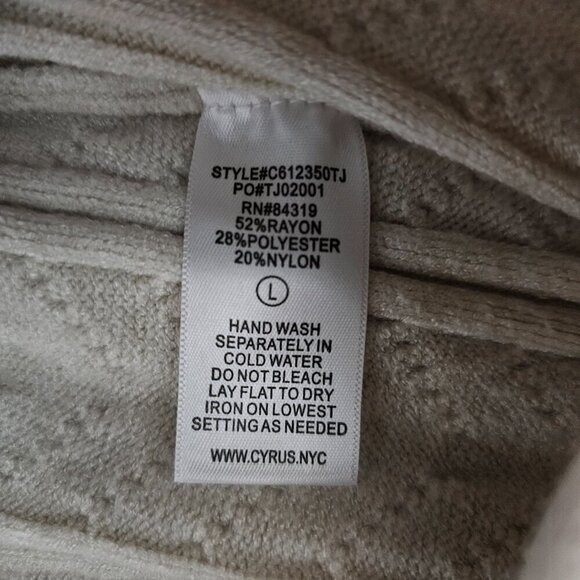 STYLE#C612350TJ
PO#TJ02001
RN#84319
52%RAYON
28%POLYESTER
20%NYLON
L
HAND WASH
SEPARATELY IN
COLD WATER
DO NOT BLEACH
LAY FLAT TO DRY
IRON ON LOWEST
SETTING AS NEEDED
WWW.CYRUS.NYC